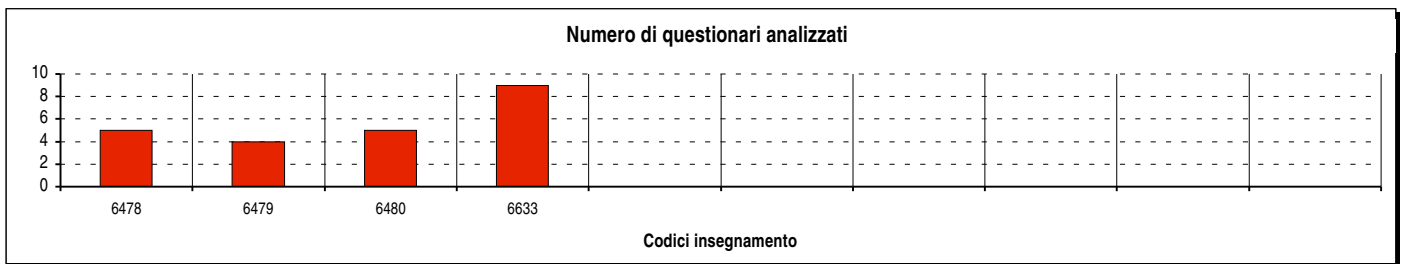 Numero di questionari analizzati
10
8
6
4
2
0
6478 6479 6480 6633
Codici insegnamento